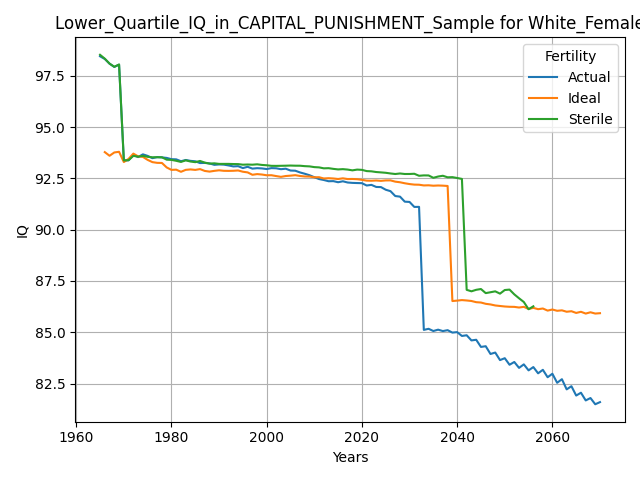 Lower_Quartile_IQ_in_CAPITAL_PUNISHMENT_Sample for White_Female
Fertility
Actual
Ideal
Sterile
97.5
95.0
92.5
90.0
87.5
85.0
82.5
IQ
1960
1980
2000
2020
2040
2060
Years